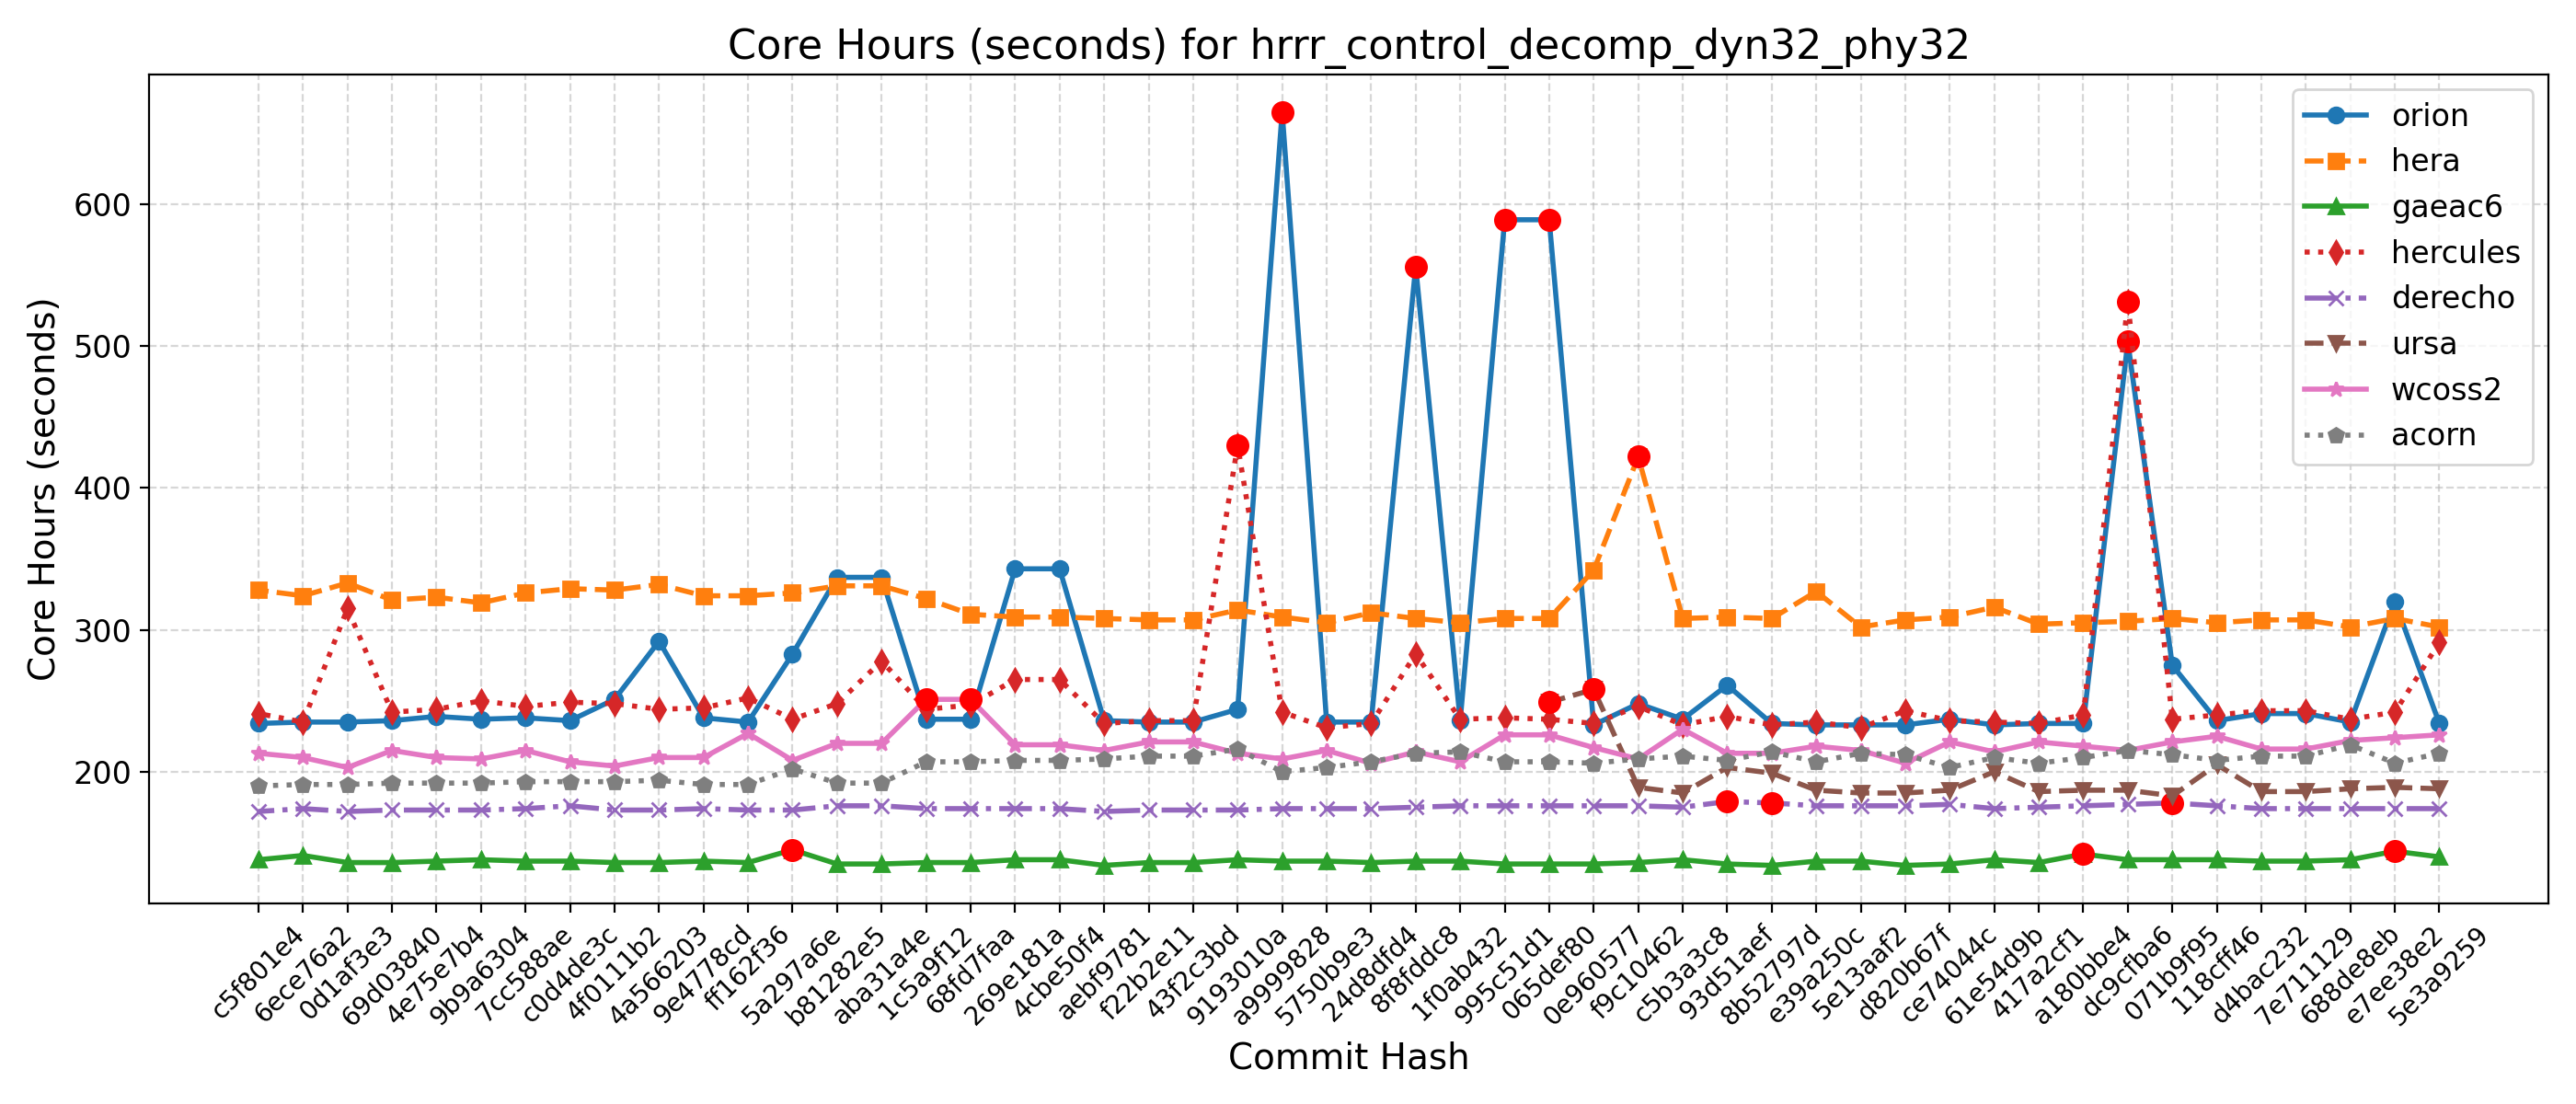 Core Hours (seconds) for hrrr_control_decomp_dyn32_phy32
Core Hours (seconds)
600
500
400
300
200
orion
hera
gaeac6
hercules
derecho
ursa
wcoss2
acorn
c5f801e4
6ece76a2
0d1af3e3
69d03840
4e75e7b4
9b9a6304
7cc588ae
c0d4de3c
4f0111b2
4a566203
9e4778cd
ff162f36
5a297a6e
b81282e5
aba31a4e
1c5a9f12
68fd7faa
269e181a
4cbe50f4
aebf9781
f22b2e11
43f2c3bd
9193010a
a9999828
5750b9e3
24d8dfd4
8f8fddc8
1f0ab432
995c51d1
065def80
0e960577
f9c10462
c5b3a3c8
93d51aef
8b52797d
e39a250c
5e13aaf2
d820b67f
ce74044c
61e54d9b
417a2cf1
a180bbe4
dc9cfba6
071b9f95
118cff46
d4bac232
7e711129
688de8eb
e7ee38e2
5e3a9259
Commit Hash